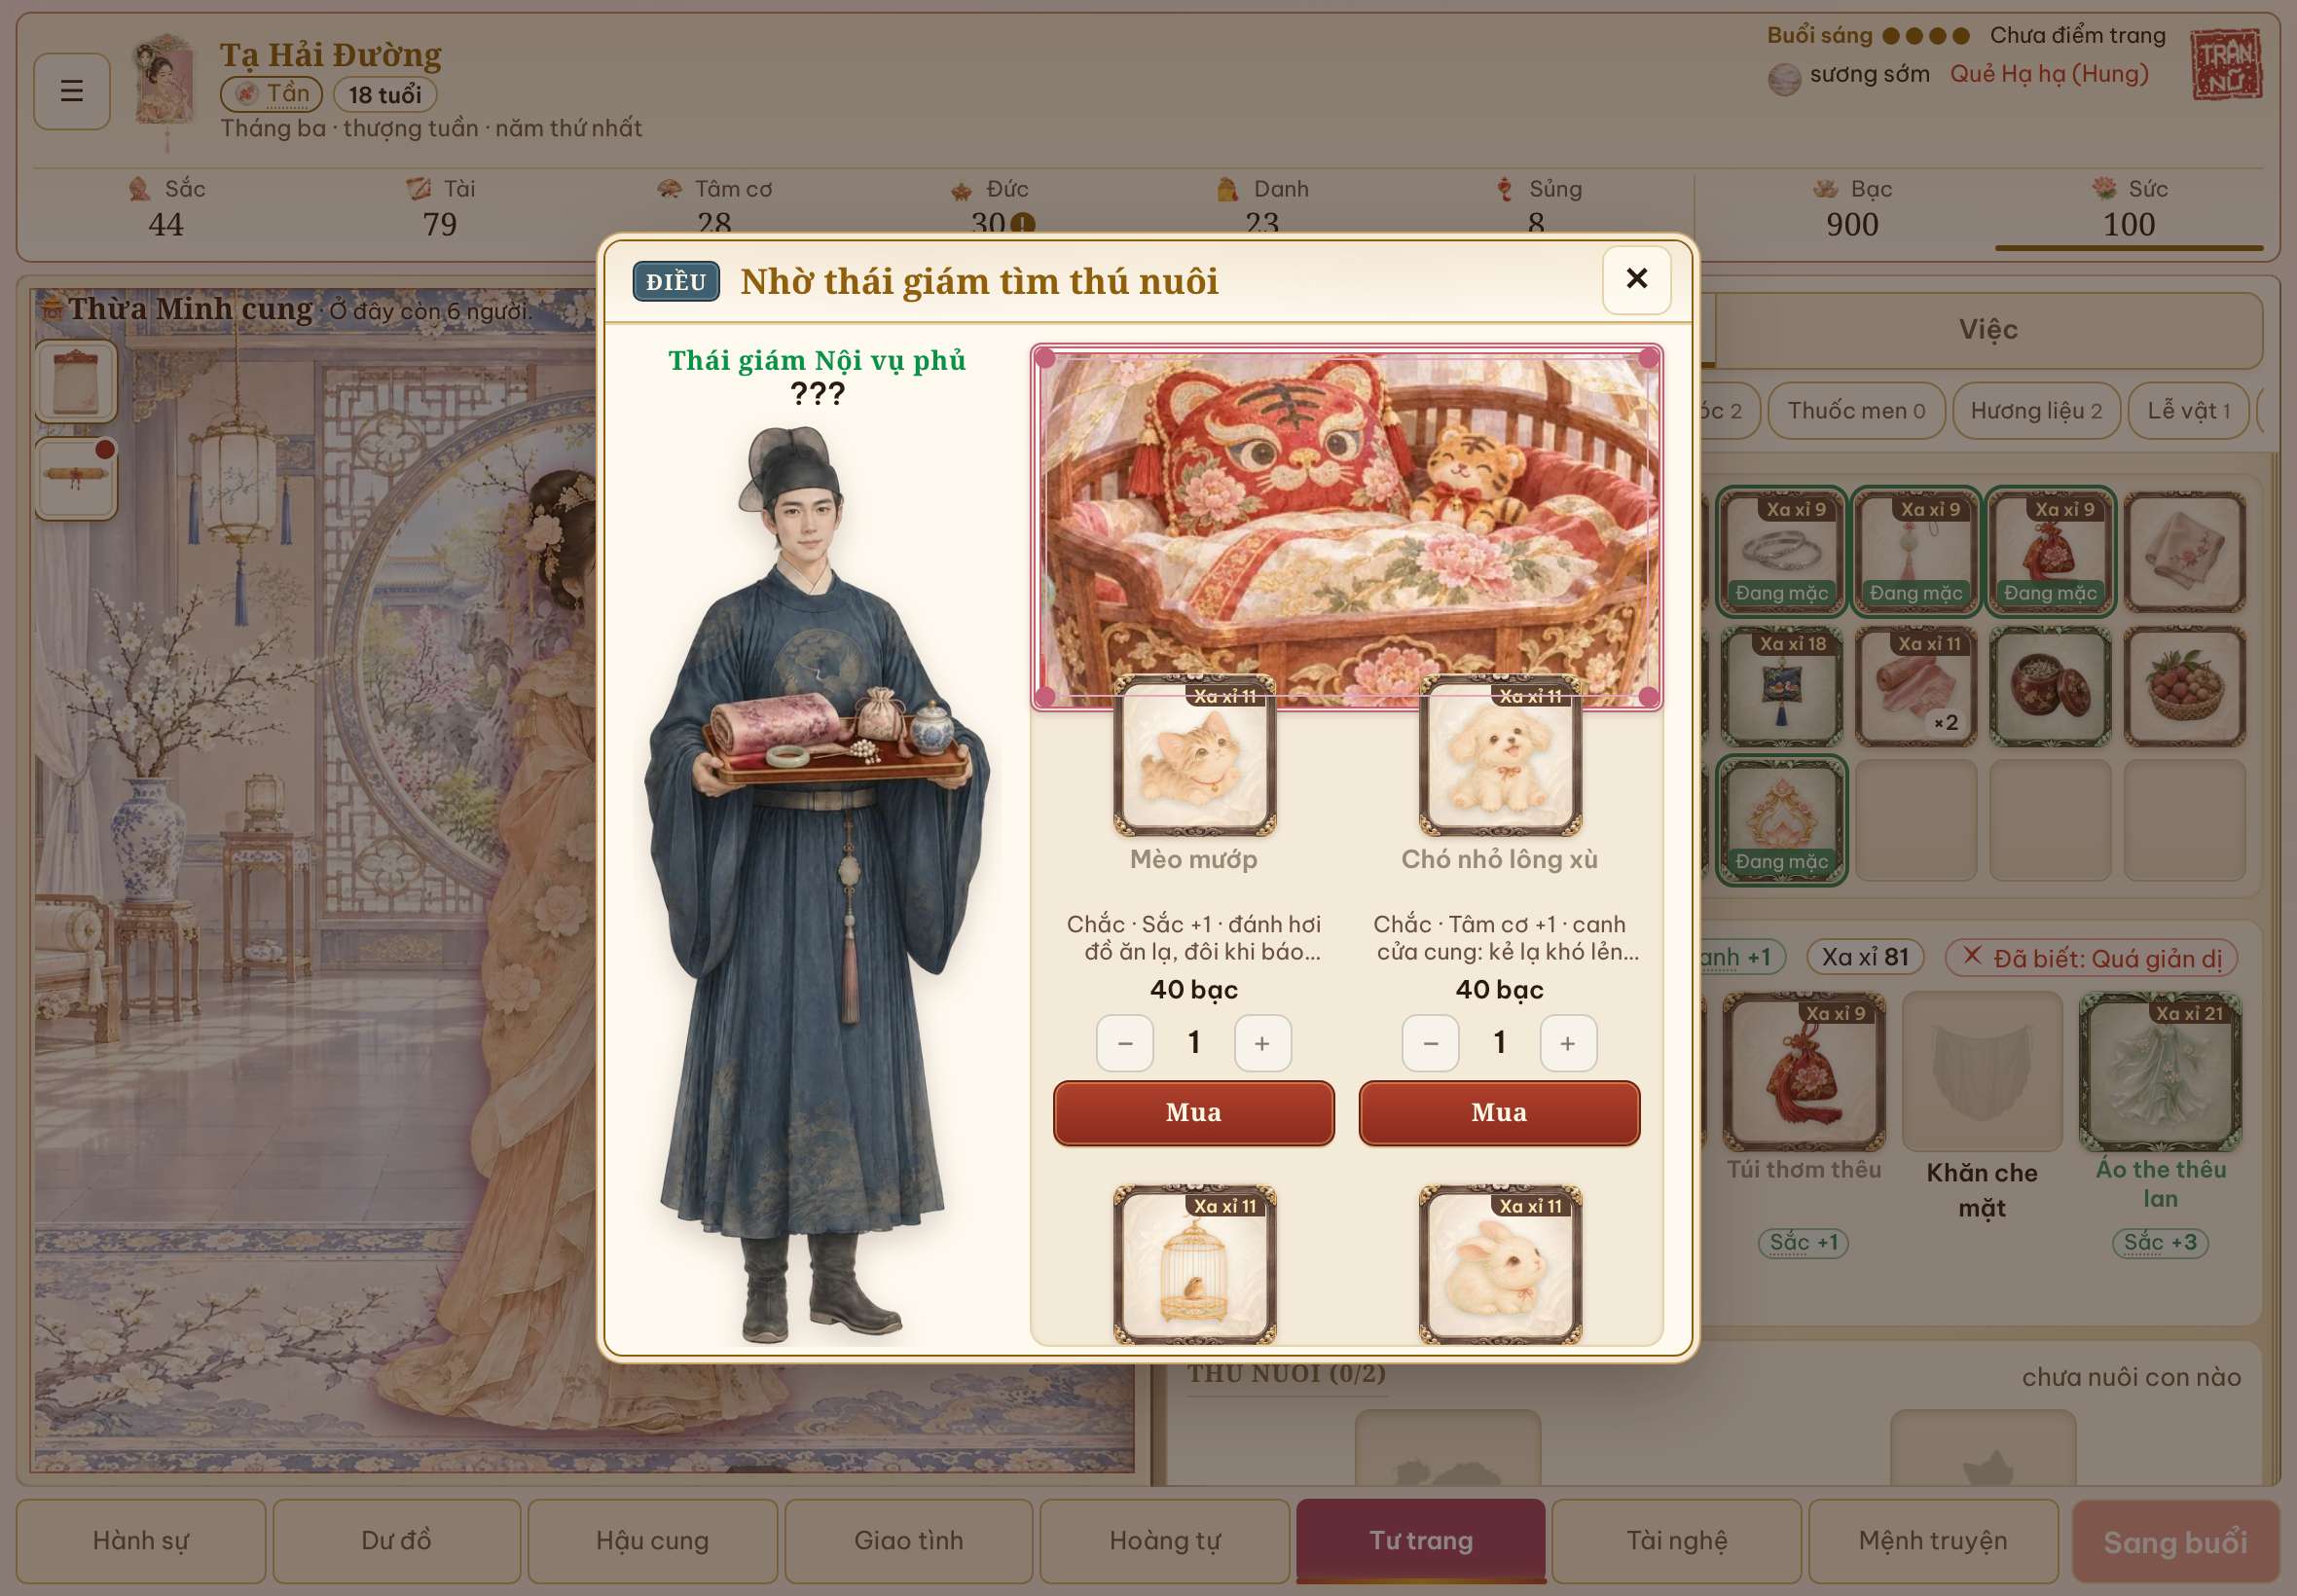 Tạ Hải Đường
Tần
18 tuổi
Tháng ba · thượng tuần · năm thứ nhất
Buổi sáng
Chưa điểm trang
sương sớm
Quẻ Hạ hạ (Hung)
TRÂN
NỮ
Sắc
44
Tài
79
Tâm cơ
28
Đức
30
Danh
23
Sủng
8
Bạc
900
Sức
100
Thừa Minh cung · Ở đây còn 6 người.
Việc
2
Thuốc men 0
Hương liệu 2
Lễ vật 1
Xa xỉ 9
Đang mặc
Xa xỉ 9
Đang mặc
Xa xỉ 9
Đang mặc
Xa xỉ 18
Xa xỉ 11
×2
Đang mặc
+1
Xa xỉ 81
Đã biết: Quá giản dị
Xa xỉ 9
Túi thơm thêu
Sắc +1
Khăn che
mặt
Xa xỉ 21
Áo the thêu
lan
Sắc +3
ĐIỀU
Nhờ thái giám tìm thú nuôi
×
Thái giám Nội vụ phủ
???
Xa xỉ 11
Mèo mướp
Chắc · Sắc +1 · đánh hơi
đồ ăn lạ, đôi khi báo...
40 bạc
− 1 +
Mua
Xa xỉ 11
Chó nhỏ lông xù
Chắc · Tâm cơ +1 · canh
cửa cung: kẻ lạ khó lẻn...
40 bạc
− 1 +
Mua
Xa xỉ 11
Xa xỉ 11
THÚ NUÔI (0/2)
chưa nuôi con nào
Hành sự
Dư đồ
Hậu cung
Giao tình
Hoàng tự
Tư trang
Tài nghệ
Mệnh truyện
Sang buổi